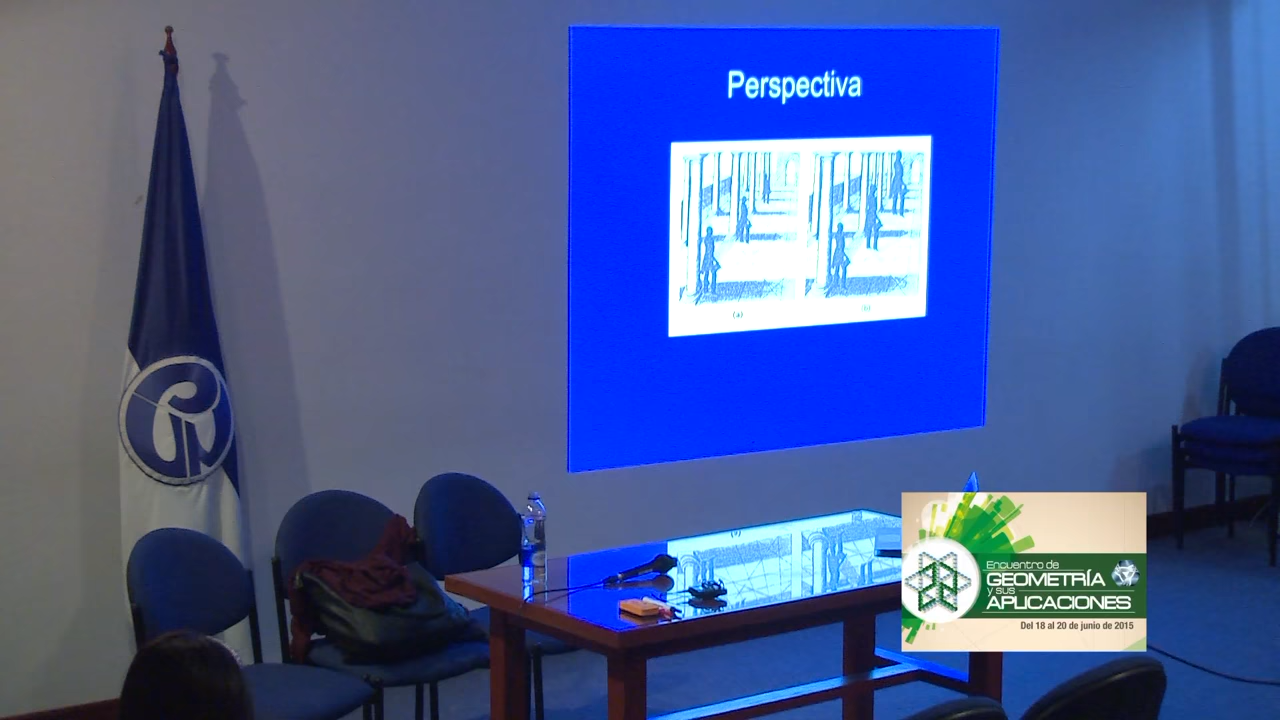 Perspectiva
(a)
(b)
Encuentro de
GEOMETRÍA
y sus
APLICACIONES
Del 18 al 20 de junio de 2015